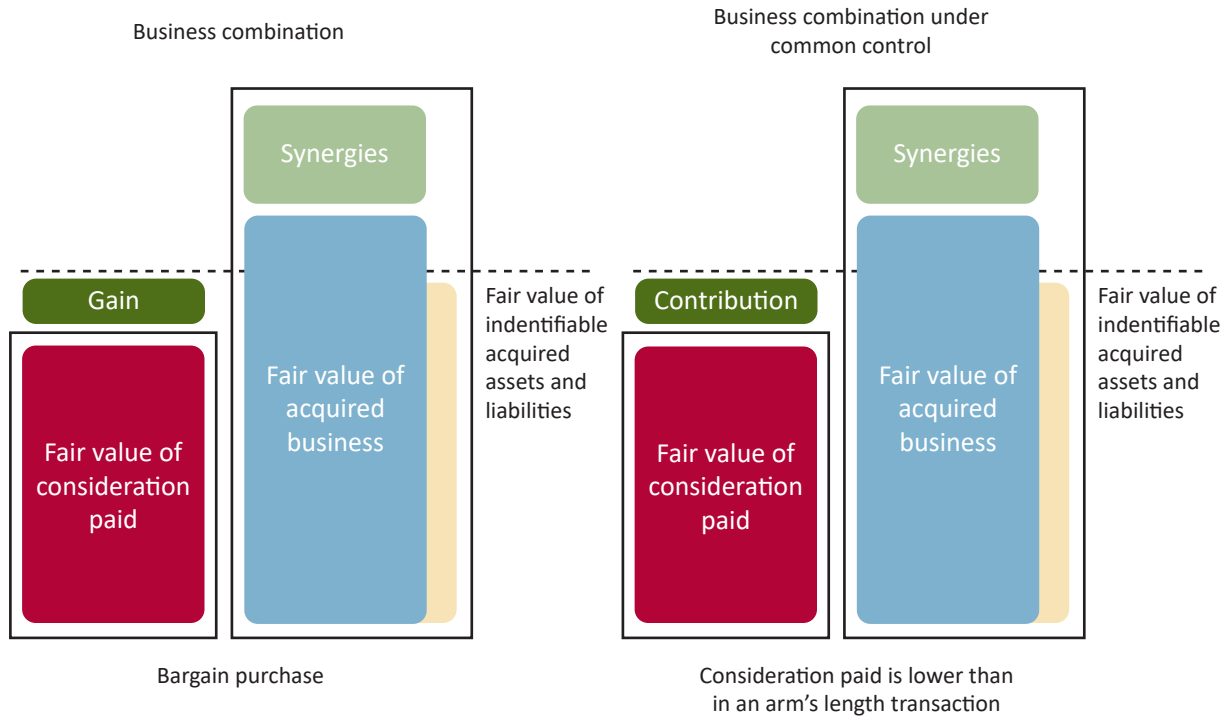 Business combination
Synergies
Gain
Fair value of
consideration
paid
Fair value of
acquired
business
Fair value of
indentifiable
acquired
assets and
liabilities
Bargain purchase
Business combination under
common control
Synergies
Contribution
Fair value of
consideration
paid
Fair value of
acquired
business
Fair value of
indentifiable
acquired
assets and
liabilities
Consideration paid is lower than
in an arm’s length transaction